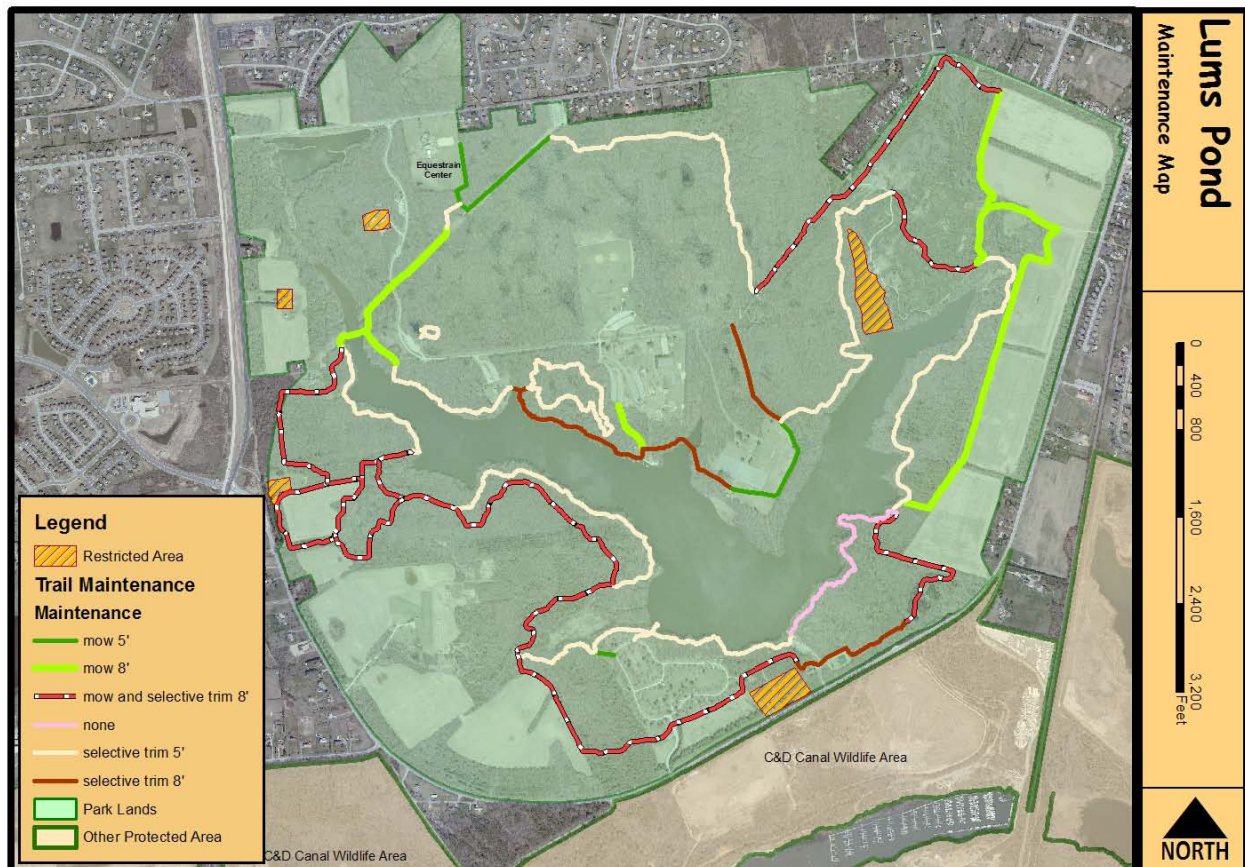 Lums Pond
Maintenance Map
0
400
800
1,600
2,400
3,200
Feet
NORTH
Equestrain
Center
Legend
Restricted Area
Trail Maintenance
Maintenance
mow 5'
mow 8'
mow and selective trim 8'
none
selective trim 5'
selective trim 8'
Park Lands
Other Protected Area
C&D Canal Wildlife Area
C&D Canal Wildlife Area